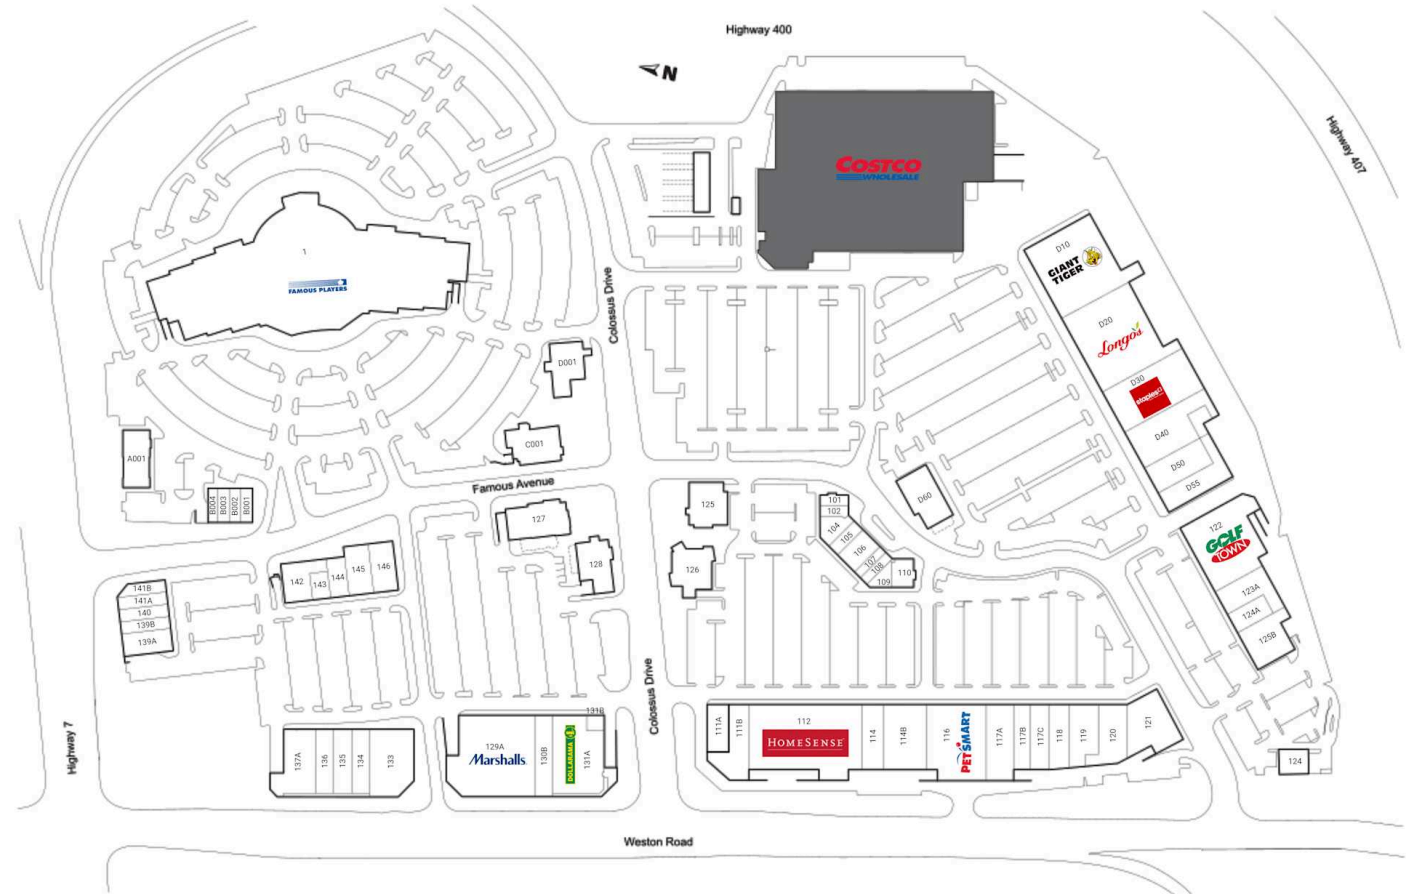 Highway 400
N
Highway 407
COSTCO
WHOLESALE
1
FAMOUS PLAYERS
Colossus Drive
D10
GIANT
TIGER
D20
Longo's
D30
staples
D40
D50
D55
D001
C001
A001
B004
B003
B002
B001
Famous Avenue
D60
125
101
102
104
105
106
107
108
109
110
127
128
126
122
GOLF
TOWN
123A
124A
125B
142
143
144
145
146
141B
141A
140
139B
139A
Colossus Drive
Highway 7
137A
136
135
134
133
129A
Marshalls
130B
DOLLARAMA
131B
131A
111A
111B
112
HOMESENSE
114
114B
116
PETSMART
117A
117B
117C
118
119
120
121
124
Weston Road